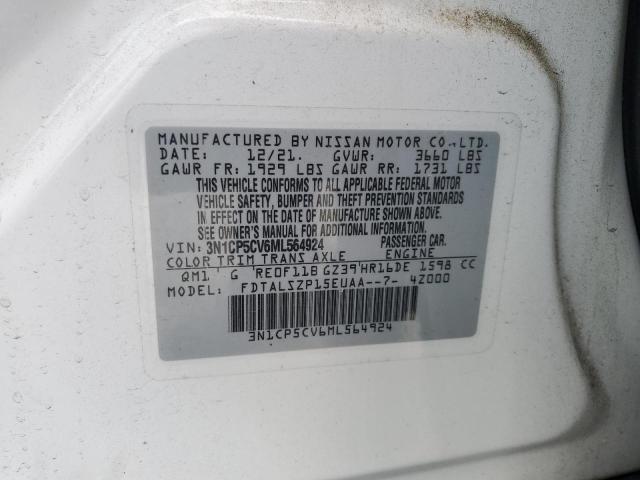 MANUFACTURED BY NISSAN MOTOR CO.,LTD.
DATE: 12/21. GVWR: 3660 LBS
GAWR FR: 1929 LBS GAWR RR: 1731 LBS
THIS VEHICLE CONFORMS TO ALL APPLICABLE FEDERAL MOTOR
VEHICLE SAFETY, BUMPER AND THEFT PREVENTION STANDARDS
IN EFFECT ON THE DATE OF MANUFACTURE SHOWN ABOVE.
SEE OWNER'S MANUAL FOR ADDITIONAL INFORMATION.
VIN: 3N1CP5CV6ML564924 PASSENGER CAR.
COLOR TRIM TRANS AXLE ENGINE
QM1 G RE0F11B GZ39 HR16DE 1598 CC
MODEL: FDTALSZP15EUAA--7- 4Z000
3N1CP5CV6ML564924